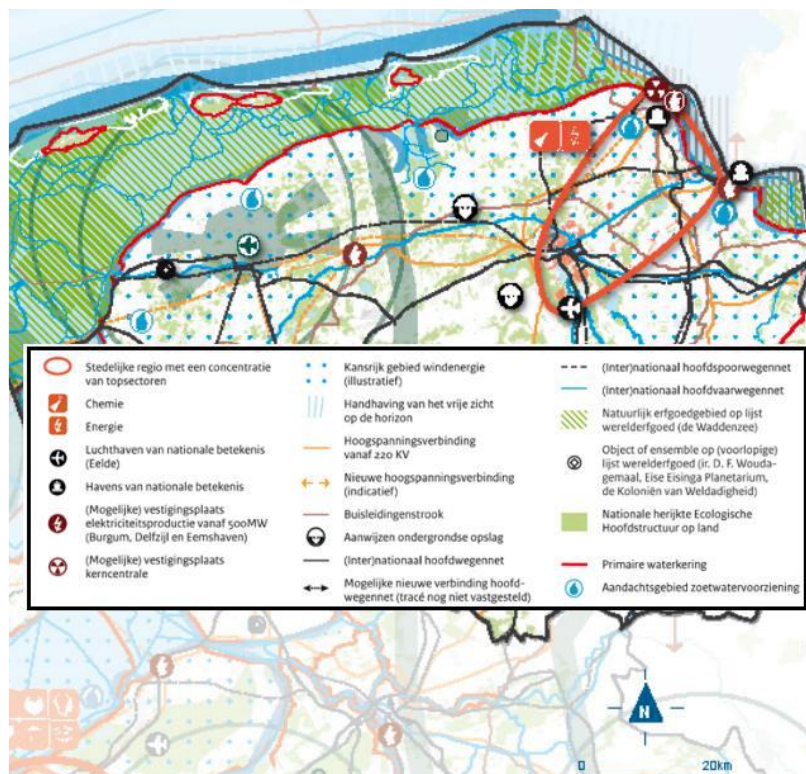 Stedelijke regio met een concentratie
van topsectoren
Chemie
Energie
Luchthaven van nationale betekenis
(Eelde)
Havens van nationale betekenis
(Mogelijke) vestigingsplaats
elektriciteitsproductie vanaf 500MW
(Burgum, Delfzijl en Eemshaven)
(Mogelijke) vestigingsplaats
kerncentrale
Kansrijk gebied windenergie
(illustratief)
Handhaving van het vrije zicht
op de horizon
Hoogspanningsverbinding
vanaf 220 KV
Nieuwe hoogspanningsverbinding
(indicatief)
Buisleidingenstrook
Aanwijzen ondergrondse opslag
(Inter)nationaal hoofdwegennet
Mogelijke nieuwe verbinding hoofd-
wegennet (tracé nog niet vastgesteld)
(Inter)nationaal hoofdspoorwegennet
(Inter)nationaal hoofdvaarwegennet
Natuurlijk erfgoedgebied op lijst
werelderfgoed (de Waddenzee)
Object of ensemble op (voorlopige)
lijst werelderfgoed (ir. D. F. Wouda-
gemaal, Eise Eisinga Planetarium,
de Koloniën van Weldadigheid)
Nationale herijkte Ecologische
Hoofdstructuur op land
Primaire waterkering
Aandachtsgebied zoetwatervoorziening
N
0 20km